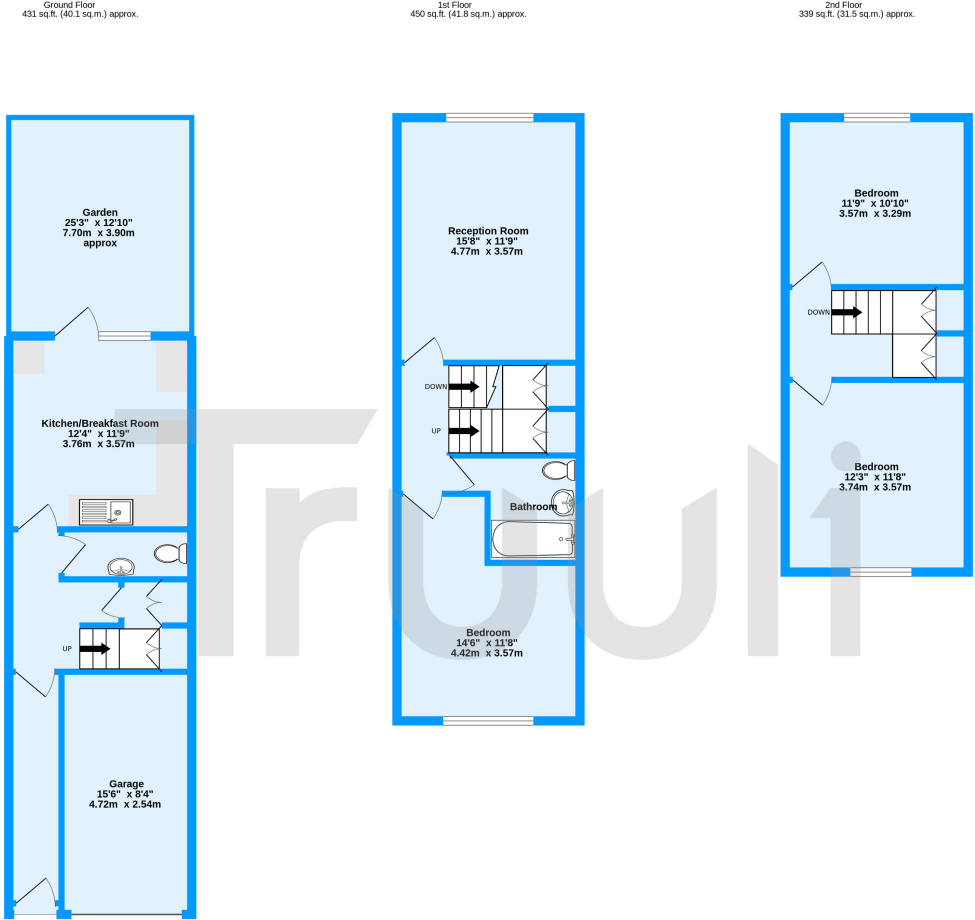 Ground Floor
431 sq.ft. (40.1 sq.m.) approx.
1st Floor
450 sq.ft. (41.8 sq.m.) approx.
2nd Floor
339 sq.ft. (31.5 sq.m.) approx.
Garden
25'3" x 12'10"
7.70m x 3.90m
approx
Kitchen/Breakfast Room
12'4" x 11'9"
3.76m x 3.57m
UP
Garage
15'6" x 8'4"
4.72m x 2.54m
Reception Room
15'8" x 11'9"
4.77m x 3.57m
DOWN
UP
Bathroom
Bedroom
14'6" x 11'8"
4.42m x 3.57m
Bedroom
11'9" x 10'10"
3.57m x 3.29m
DOWN
Bedroom
12'3" x 11'8"
3.74m x 3.57m
Truuli